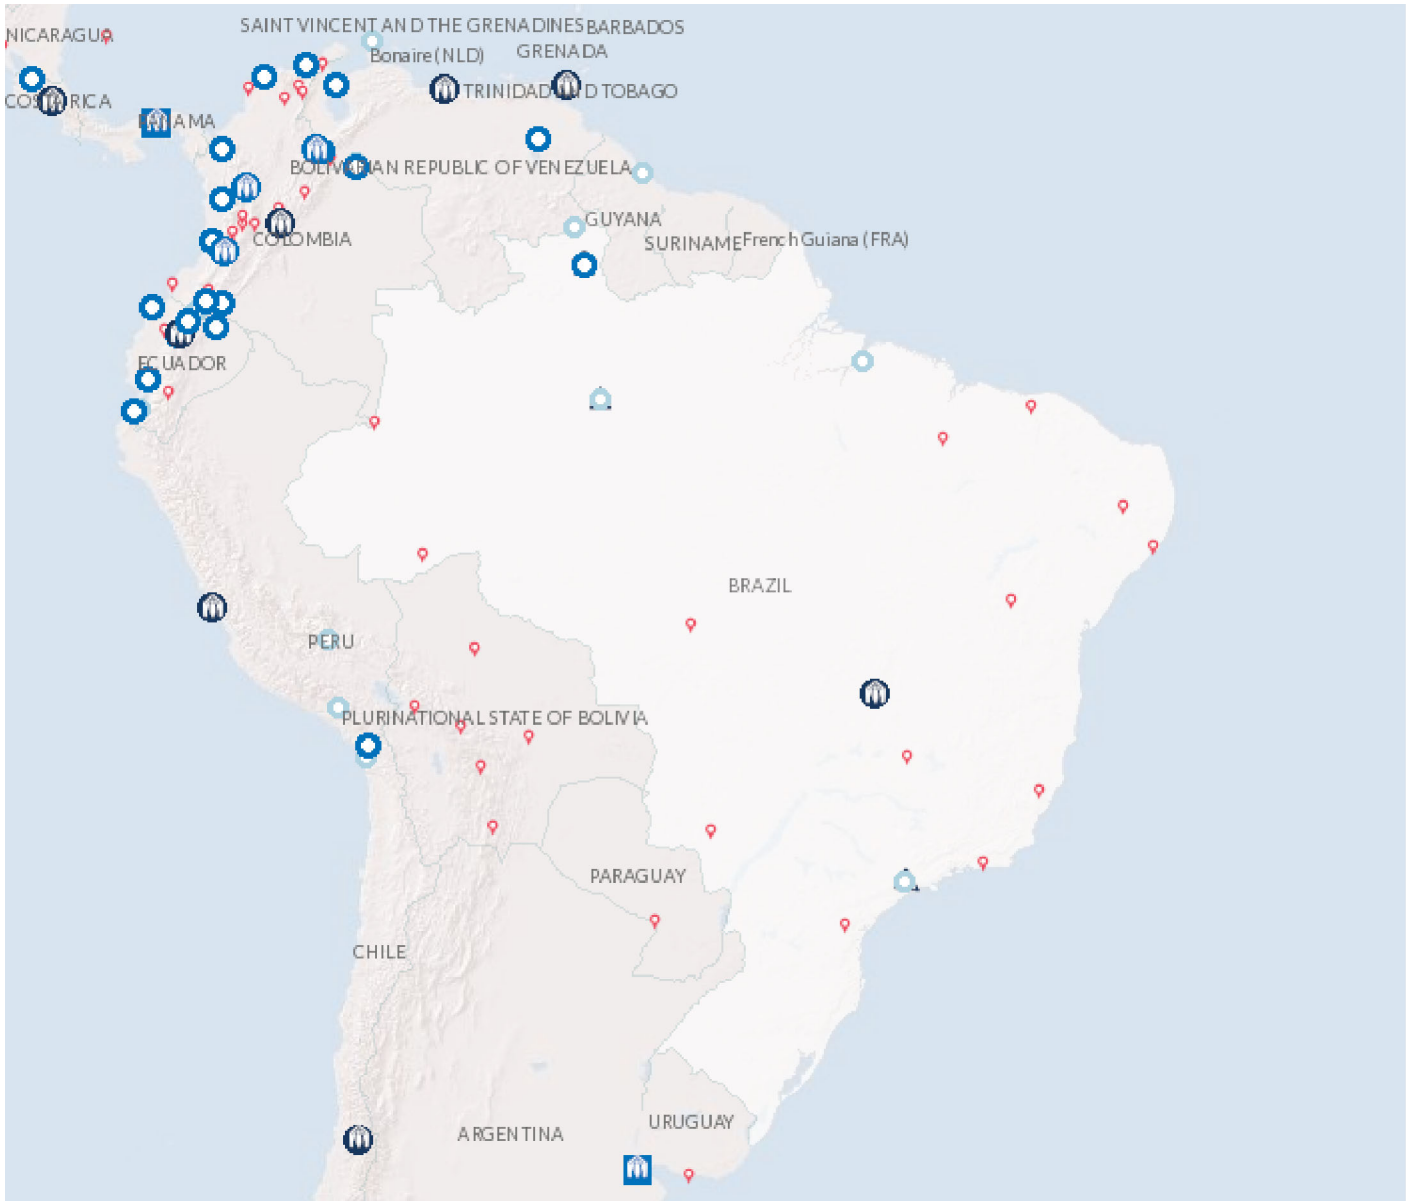 SAINT VINCENT AND THE GRENADINES BARBADOS
NICARAGUA
GRENADA
Bonaire (NLD)
TRINIDAD AND TOBAGO
COSTA RICA
PANAMA
BOLIVARIAN REPUBLIC OF VENEZUELA
GUYANA
COLOMBIA
SURINAME French Guiana (FRA)
ECUADOR
BRAZIL
PERU
PLURINATIONAL STATE OF BOLIVIA
PARAGUAY
CHILE
URUGUAY
ARGENTINA